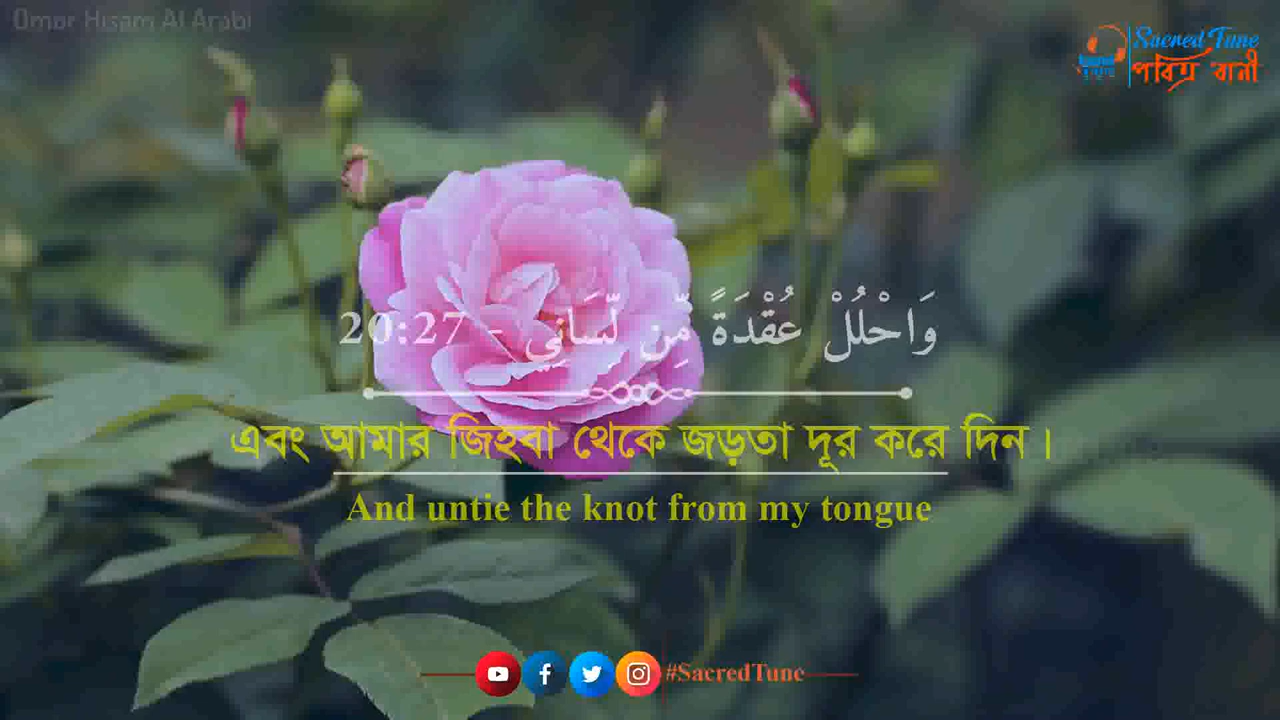 Omar Hisam Al Arabi
Sacred Tune
পবিত্র বানী
وَاحْلُلْ عُقْدَةً مِّن لِّسَانِي - 20:27
এবং আমার জিহবা থেকে জড়তা দূর করে দিন।
And untie the knot from my tongue
#SacredTune